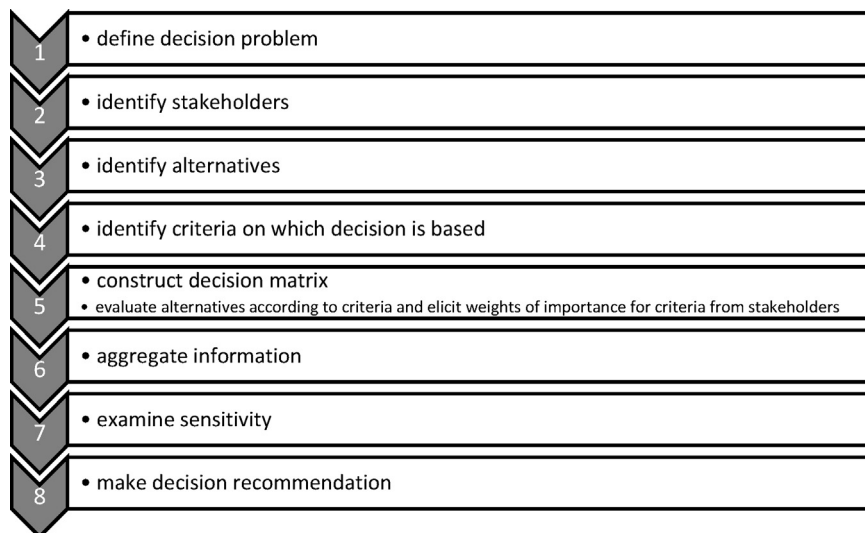 1
• define decision problem
2
• identify stakeholders
3
• identify alternatives
4
• identify criteria on which decision is based
5
• construct decision matrix
• evaluate alternatives according to criteria and elicit weights of importance for criteria from stakeholders
6
• aggregate information
7
• examine sensitivity
8
• make decision recommendation